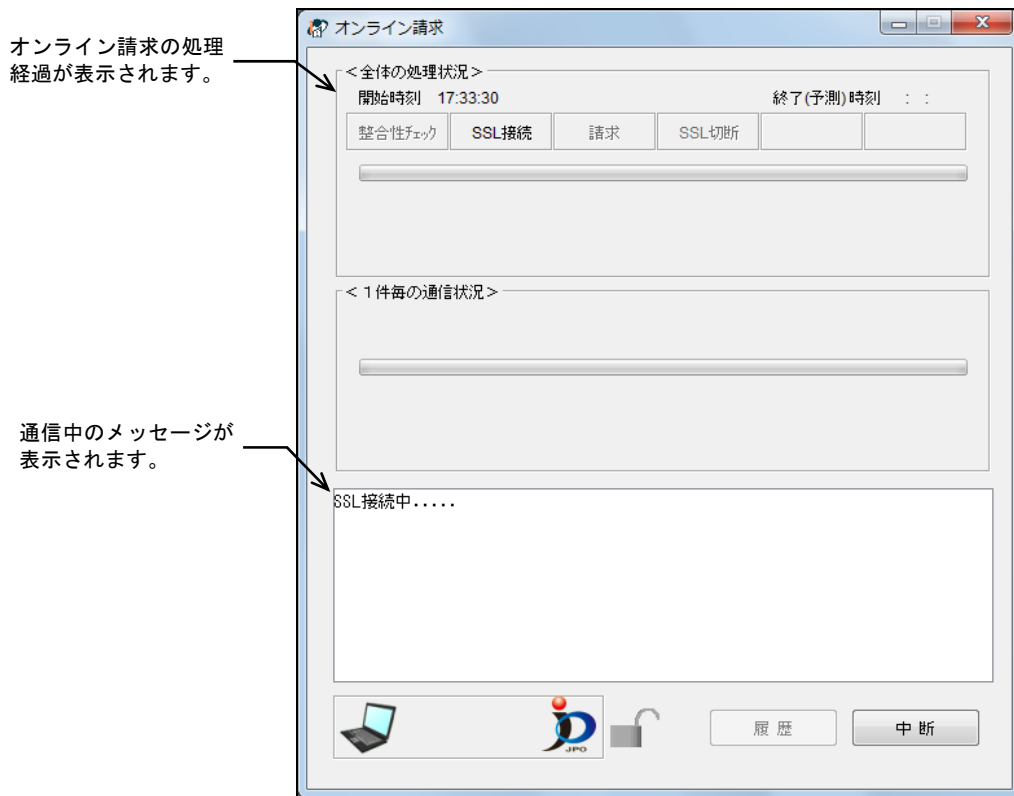 オンライン請求
オンライン請求の処理
経過が表示されます。
<全体の処理状況>
開始時刻 17:33:30 終了(予測)時刻 : :
整合性ﾁｪｯｸ SSL接続 請求 SSL切断
<１件毎の通信状況>
通信中のメッセージが
表示されます。
SSL接続中.....
JPO
履歴 中断